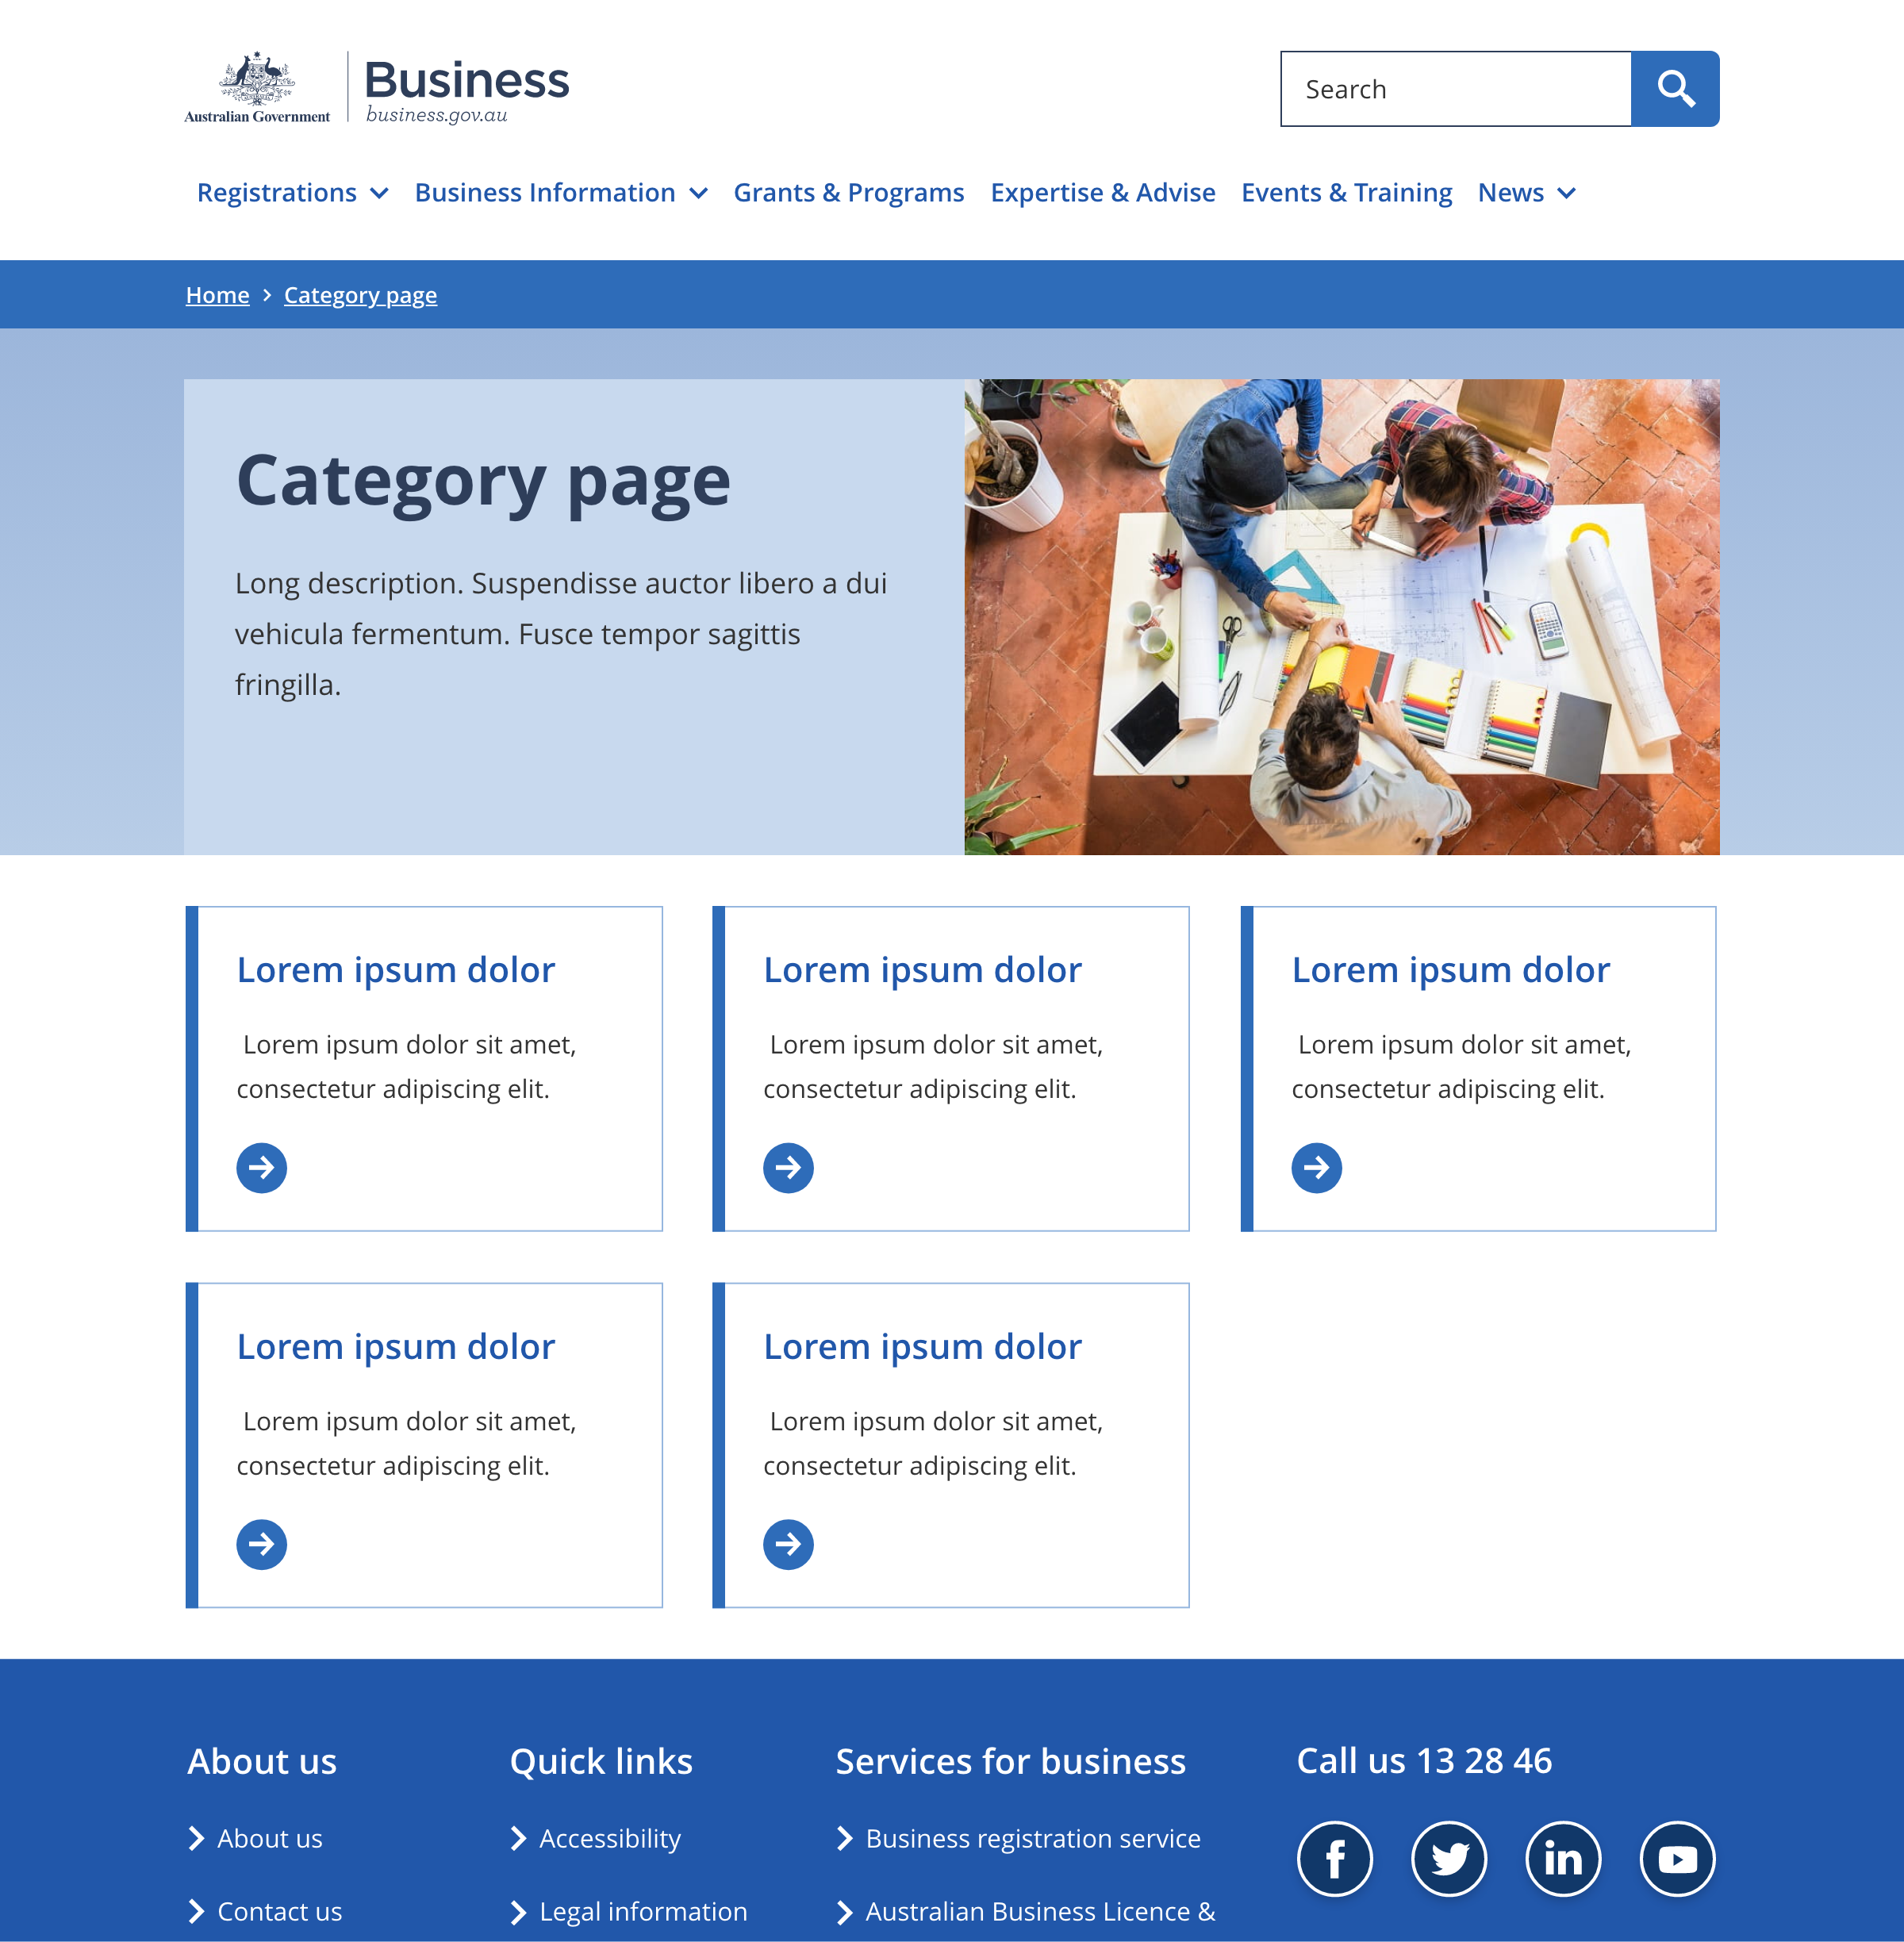 Australian Government
Business
business.gov.au
Search
Registrations Business Information Grants & Programs Expertise & Advise Events & Training News
Home Category page
Category page
Long description. Suspendisse auctor libero a dui
vehicula fermentum. Fusce tempor sagittis
fringilla.
Lorem ipsum dolor
Lorem ipsum dolor sit amet,
consectetur adipiscing elit.
Lorem ipsum dolor
Lorem ipsum dolor sit amet,
consectetur adipiscing elit.
Lorem ipsum dolor
Lorem ipsum dolor sit amet,
consectetur adipiscing elit.
Lorem ipsum dolor
Lorem ipsum dolor sit amet,
consectetur adipiscing elit.
Lorem ipsum dolor
Lorem ipsum dolor sit amet,
consectetur adipiscing elit.
About us
About us
Contact us
Quick links
Accessibility
Legal information
Services for business
Business registration service
Australian Business Licence &
Call us 13 28 46